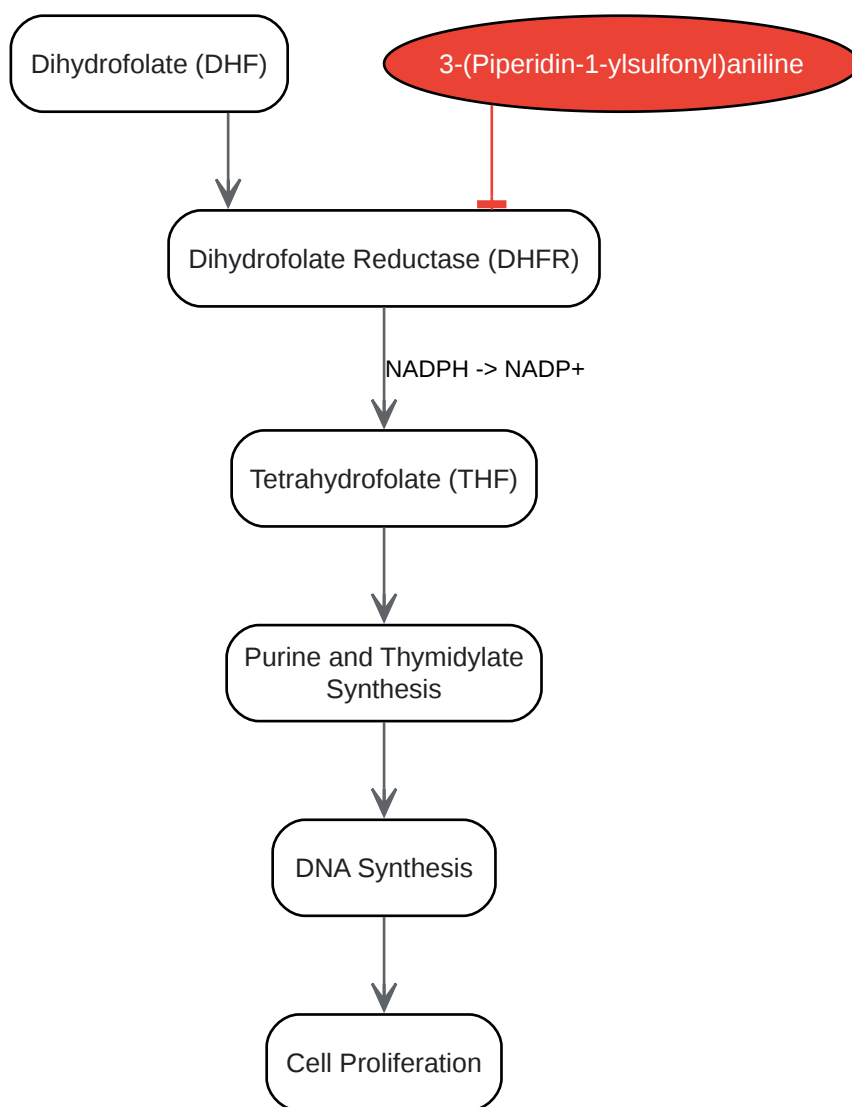 Dihydrofolate (DHF)
3-(Piperidin-1-ylsulfonyl)aniline
Dihydrofolate Reductase (DHFR)
NADPH -> NADP+
Tetrahydrofolate (THF)
Purine and Thymidylate
Synthesis
DNA Synthesis
Cell Proliferation